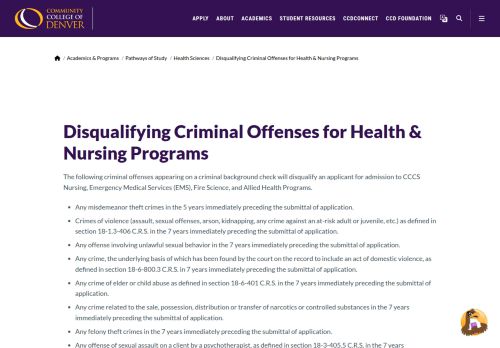 COMMUNITY
COLLEGE OF
DENVER
APPLY ABOUT ACADEMICS STUDENT RESOURCES CCDCONNECT CCD FOUNDATION
/ Academics & Programs / Pathways of Study / Health Sciences / Disqualifying Criminal Offenses for Health & Nursing Programs
Disqualifying Criminal Offenses for Health &
Nursing Programs
The following criminal offenses appearing on a criminal background check will disqualify an applicant for admission to CCCS
Nursing, Emergency Medical Services (EMS), Fire Science, and Allied Health Programs.
• Any misdemeanor theft crimes in the 5 years immediately preceding the submittal of application.
• Crimes of violence (assault, sexual offenses, arson, kidnapping, any crime against an at-risk adult or juvenile, etc.) as defined in
section 18-1.3-406 C.R.S. in the 7 years immediately preceding the submittal of application.
• Any offense involving unlawful sexual behavior in the 7 years immediately preceding the submittal of application.
• Any crime, the underlying basis of which has been found by the court on the record to include an act of domestic violence, as
defined in section 18-6-800.3 C.R.S. in 7 years immediately preceding the submittal of application.
• Any crime of elder or child abuse as defined in section 18-6-401 C.R.S. in the 7 years immediately preceding the submittal of
application.
• Any crime related to the sale, possession, distribution or transfer of narcotics or controlled substances in the 7 years
immediately preceding the submittal of application.
• Any felony theft crimes in the 7 years immediately preceding the submittal of application.
• Any offense of sexual assault on a client by a psychotherapist, as defined in section 18-3-405.5 C.R.S. in the 7 years